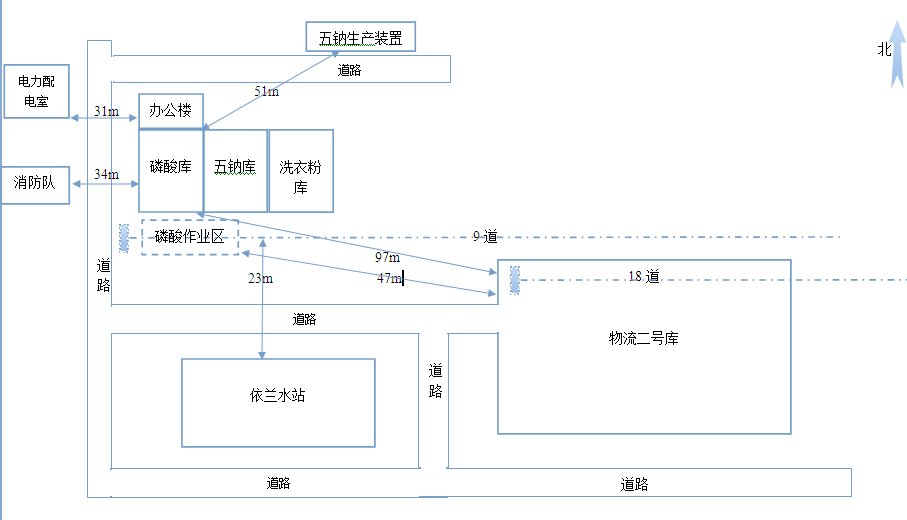 五钠生产装置
北
道路
电力配
电室
51m
31m
办公楼
磷酸库
五钠库
洗衣粉
库
34m
消防队
磷酸作业区
9 道
97m
道
路
23m
47m
18 道
道路
物流二号库
道
路
依兰水站
道路
道路